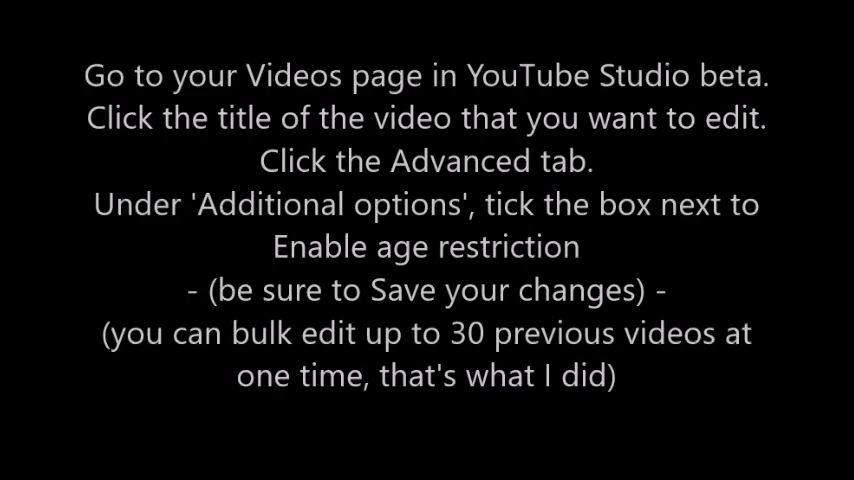 Go to your Videos page in YouTube Studio beta.
Click the title of the video that you want to edit.
Click the Advanced tab.
Under 'Additional options', tick the box next to
Enable age restriction
- (be sure to Save your changes) -
(you can bulk edit up to 30 previous videos at
one time, that's what I did)